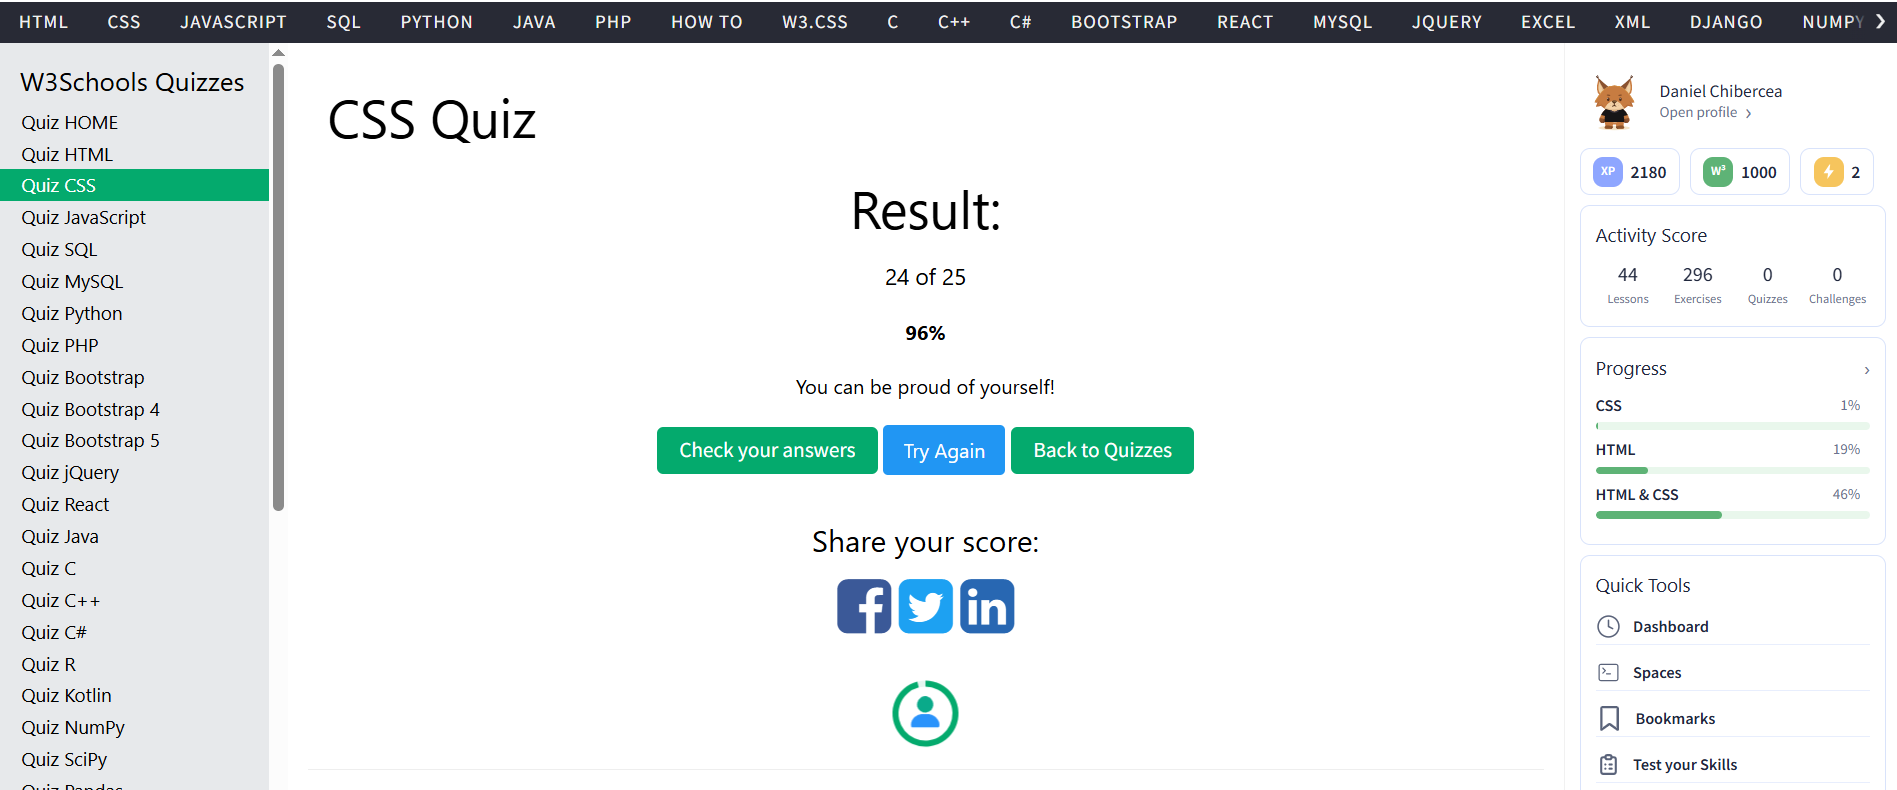 HTML CSS JAVASCRIPT SQL PYTHON JAVA PHP HOW TO W3.CSS C C++ C# BOOTSTRAP REACT MYSQL JQUERY EXCEL XML DJANGO NUMPY
W3Schools Quizzes
Quiz HOME
Quiz HTML
Quiz CSS
Quiz JavaScript
Quiz SQL
Quiz MySQL
Quiz Python
Quiz PHP
Quiz Bootstrap
Quiz Bootstrap 4
Quiz Bootstrap 5
Quiz jQuery
Quiz React
Quiz Java
Quiz C
Quiz C++
Quiz C#
Quiz R
Quiz Kotlin
Quiz NumPy
Quiz SciPy
Quiz Pandas
CSS Quiz
Result:
24 of 25
96%
You can be proud of yourself!
Check your answers Try Again Back to Quizzes
Share your score:
Daniel Chibercea
Open profile
XP 2180 W³ 1000 2
Activity Score
44 296 0 0
Lessons Exercises Quizzes Challenges
Progress
CSS 1%
HTML 19%
HTML & CSS 46%
Quick Tools
Dashboard
Spaces
Bookmarks
Test your Skills